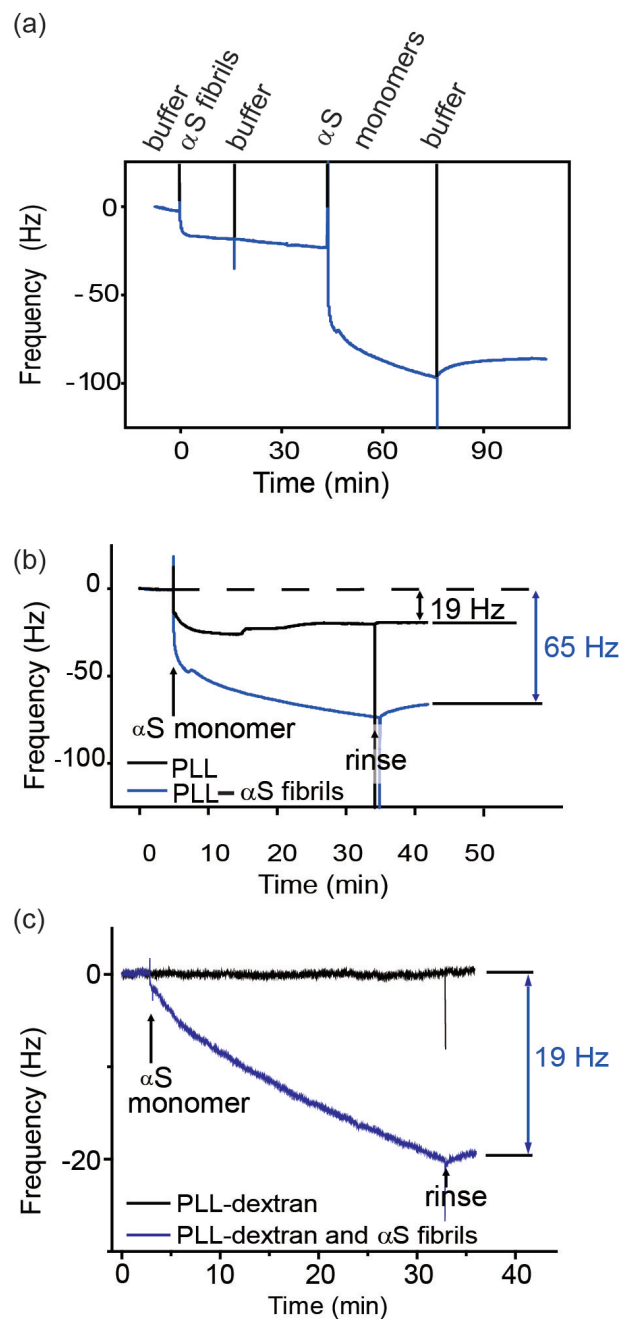 (a)
buffer
αS fibrils
buffer
αS
monomers
buffer
Frequency (Hz)
0
-50
-100
0 30 60 90
Time (min)
(b)
Frequency (Hz)
0
-50
-100
19 Hz
65 Hz
αS monomer
rinse
PLL
PLL– αS fibrils
0 10 20 30 40 50
Time (min)
(c)
Frequency (Hz)
0
-10
-20
αS
monomer
19 Hz
rinse
PLL-dextran
PLL-dextran and αS fibrils
0 10 20 30 40
Time (min)